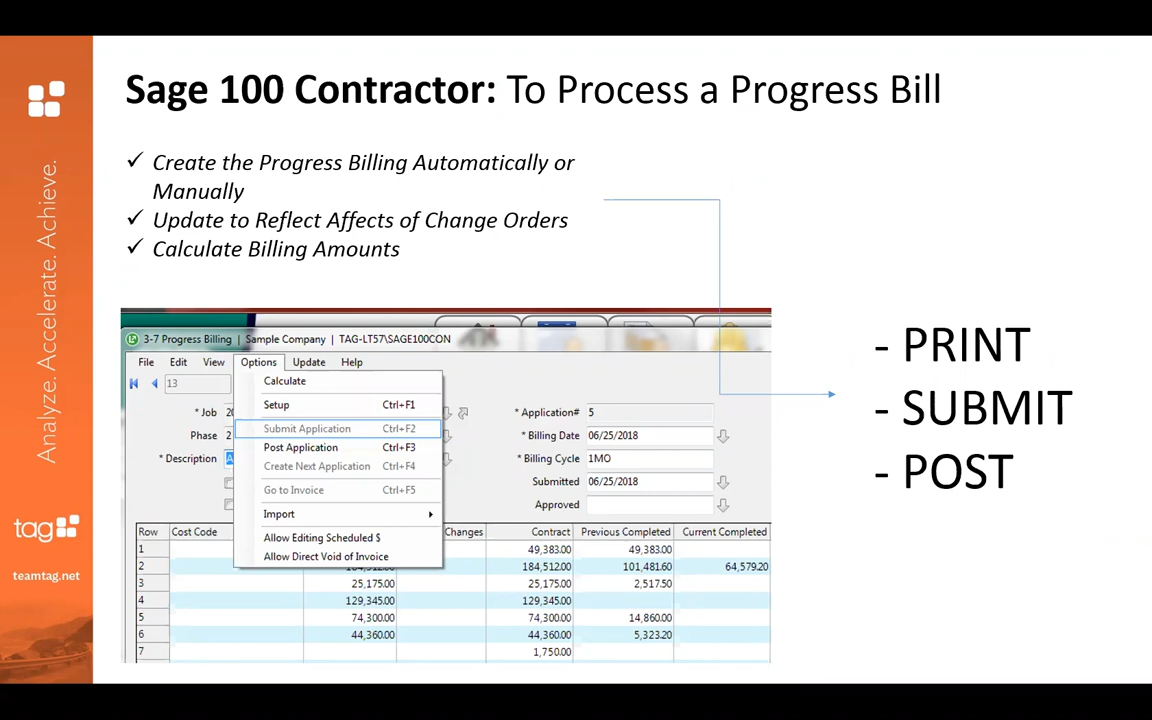 Sage 100 Contractor: To Process a Progress Bill
✓ Create the Progress Billing Automatically or
Manually
✓ Update to Reflect Affects of Change Orders
✓ Calculate Billing Amounts
Analyze. Accelerate. Achieve.
tag
teamtag.net
3-7 Progress Billing | Sample Company | TAG-LT57\SAGE100CON
File Edit View Options Update Help
13
Calculate
Setup Ctrl+F1
Submit Application Ctrl+F2
Post Application Ctrl+F3
Create Next Application Ctrl+F4
Go to Invoice Ctrl+F5
Import
Allow Editing Scheduled $
Allow Direct Void of Invoice
* Job 20
Phase 2
* Description A
* Application# 5
* Billing Date 06/25/2018
* Billing Cycle 1MO
Submitted 06/25/2018
Approved
Row Cost Code Changes Contract Previous Completed Current Completed
1 49,383.00 49,383.00
2 184,512.00 101,481.60 64,579.20
3 25,175.00 25,175.00 2,517.50
4 129,345.00 129,345.00
5 74,300.00 74,300.00 14,860.00
6 44,360.00 44,360.00 5,323.20
7 1,750.00
- PRINT
- SUBMIT
- POST